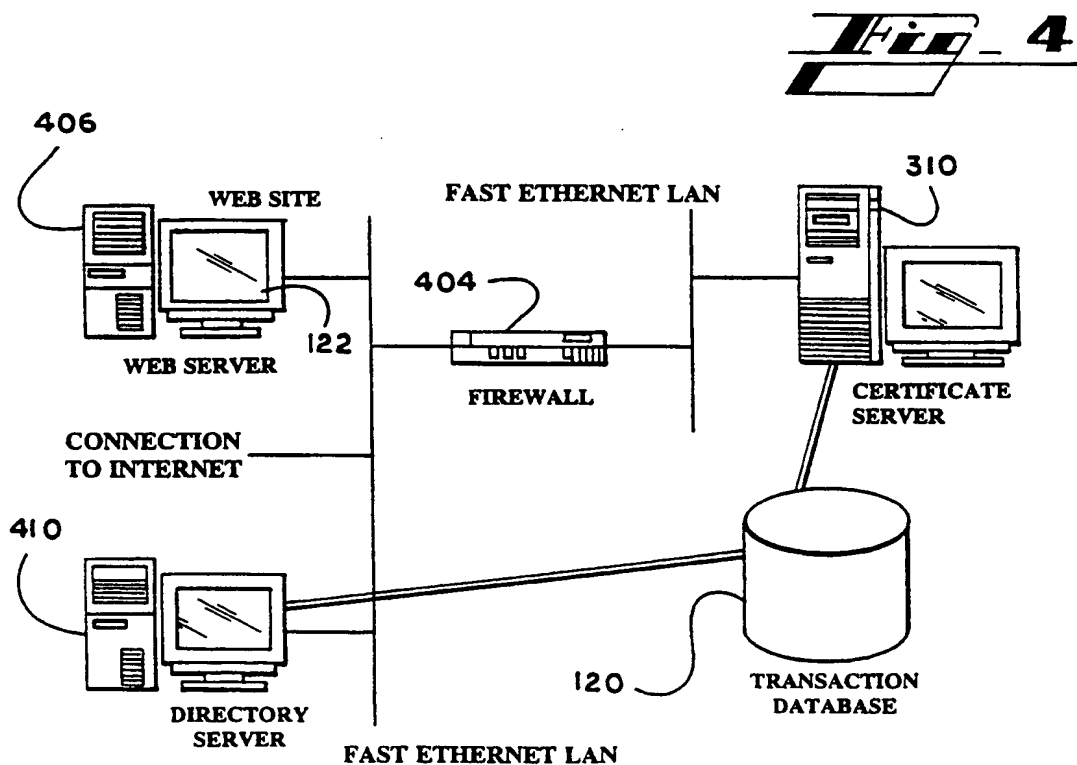 Fig_ 4
406
WEB SITE
FAST ETHERNET LAN
310
404
122
WEB SERVER
FIREWALL
CERTIFICATE
SERVER
CONNECTION
TO INTERNET
410
120
TRANSACTION
DATABASE
DIRECTORY
SERVER
FAST ETHERNET LAN